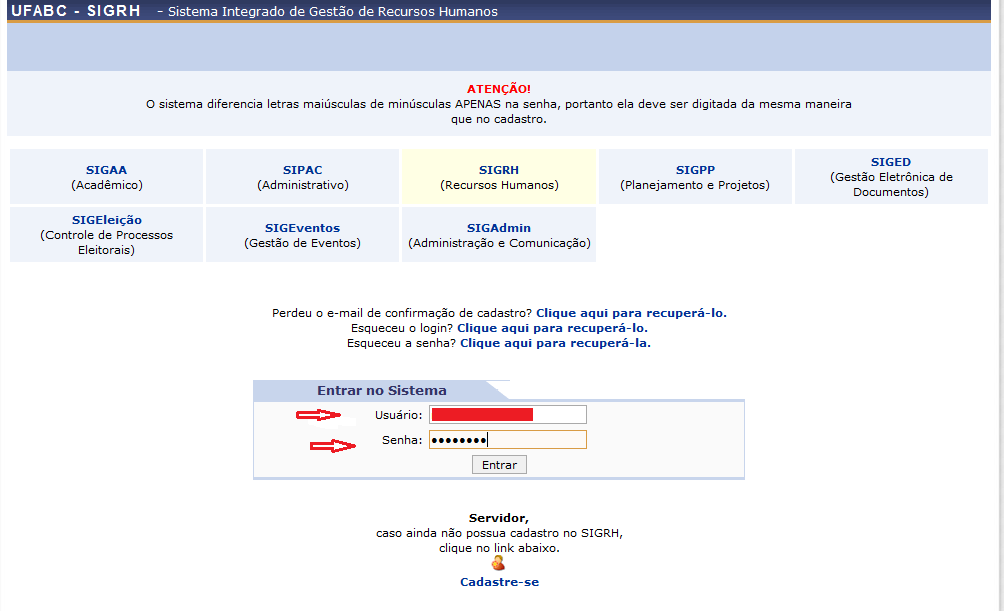 UFABC - SIGRH - Sistema Integrado de Gestão de Recursos Humanos
ATENÇÃO!
O sistema diferencia letras maiúsculas de minúsculas APENAS na senha, portanto ela deve ser digitada da mesma maneira
que no cadastro.
SIGAA
(Acadêmico)
SIPAC
(Administrativo)
SIGRH
(Recursos Humanos)
SIGPP
(Planejamento e Projetos)
SIGED
(Gestão Eletrônica de
Documentos)
SIGEleição
(Controle de Processos
Eleitorais)
SIGEventos
(Gestão de Eventos)
SIGAdmin
(Administração e Comunicação)
Perdeu o e-mail de confirmação de cadastro? Clique aqui para recuperá-lo.
Esqueceu o login? Clique aqui para recuperá-lo.
Esqueceu a senha? Clique aqui para recuperá-la.
Entrar no Sistema
Usuário:
Senha: ••••••••
Entrar
Servidor,
caso ainda não possua cadastro no SIGRH,
clique no link abaixo.
Cadastre-se